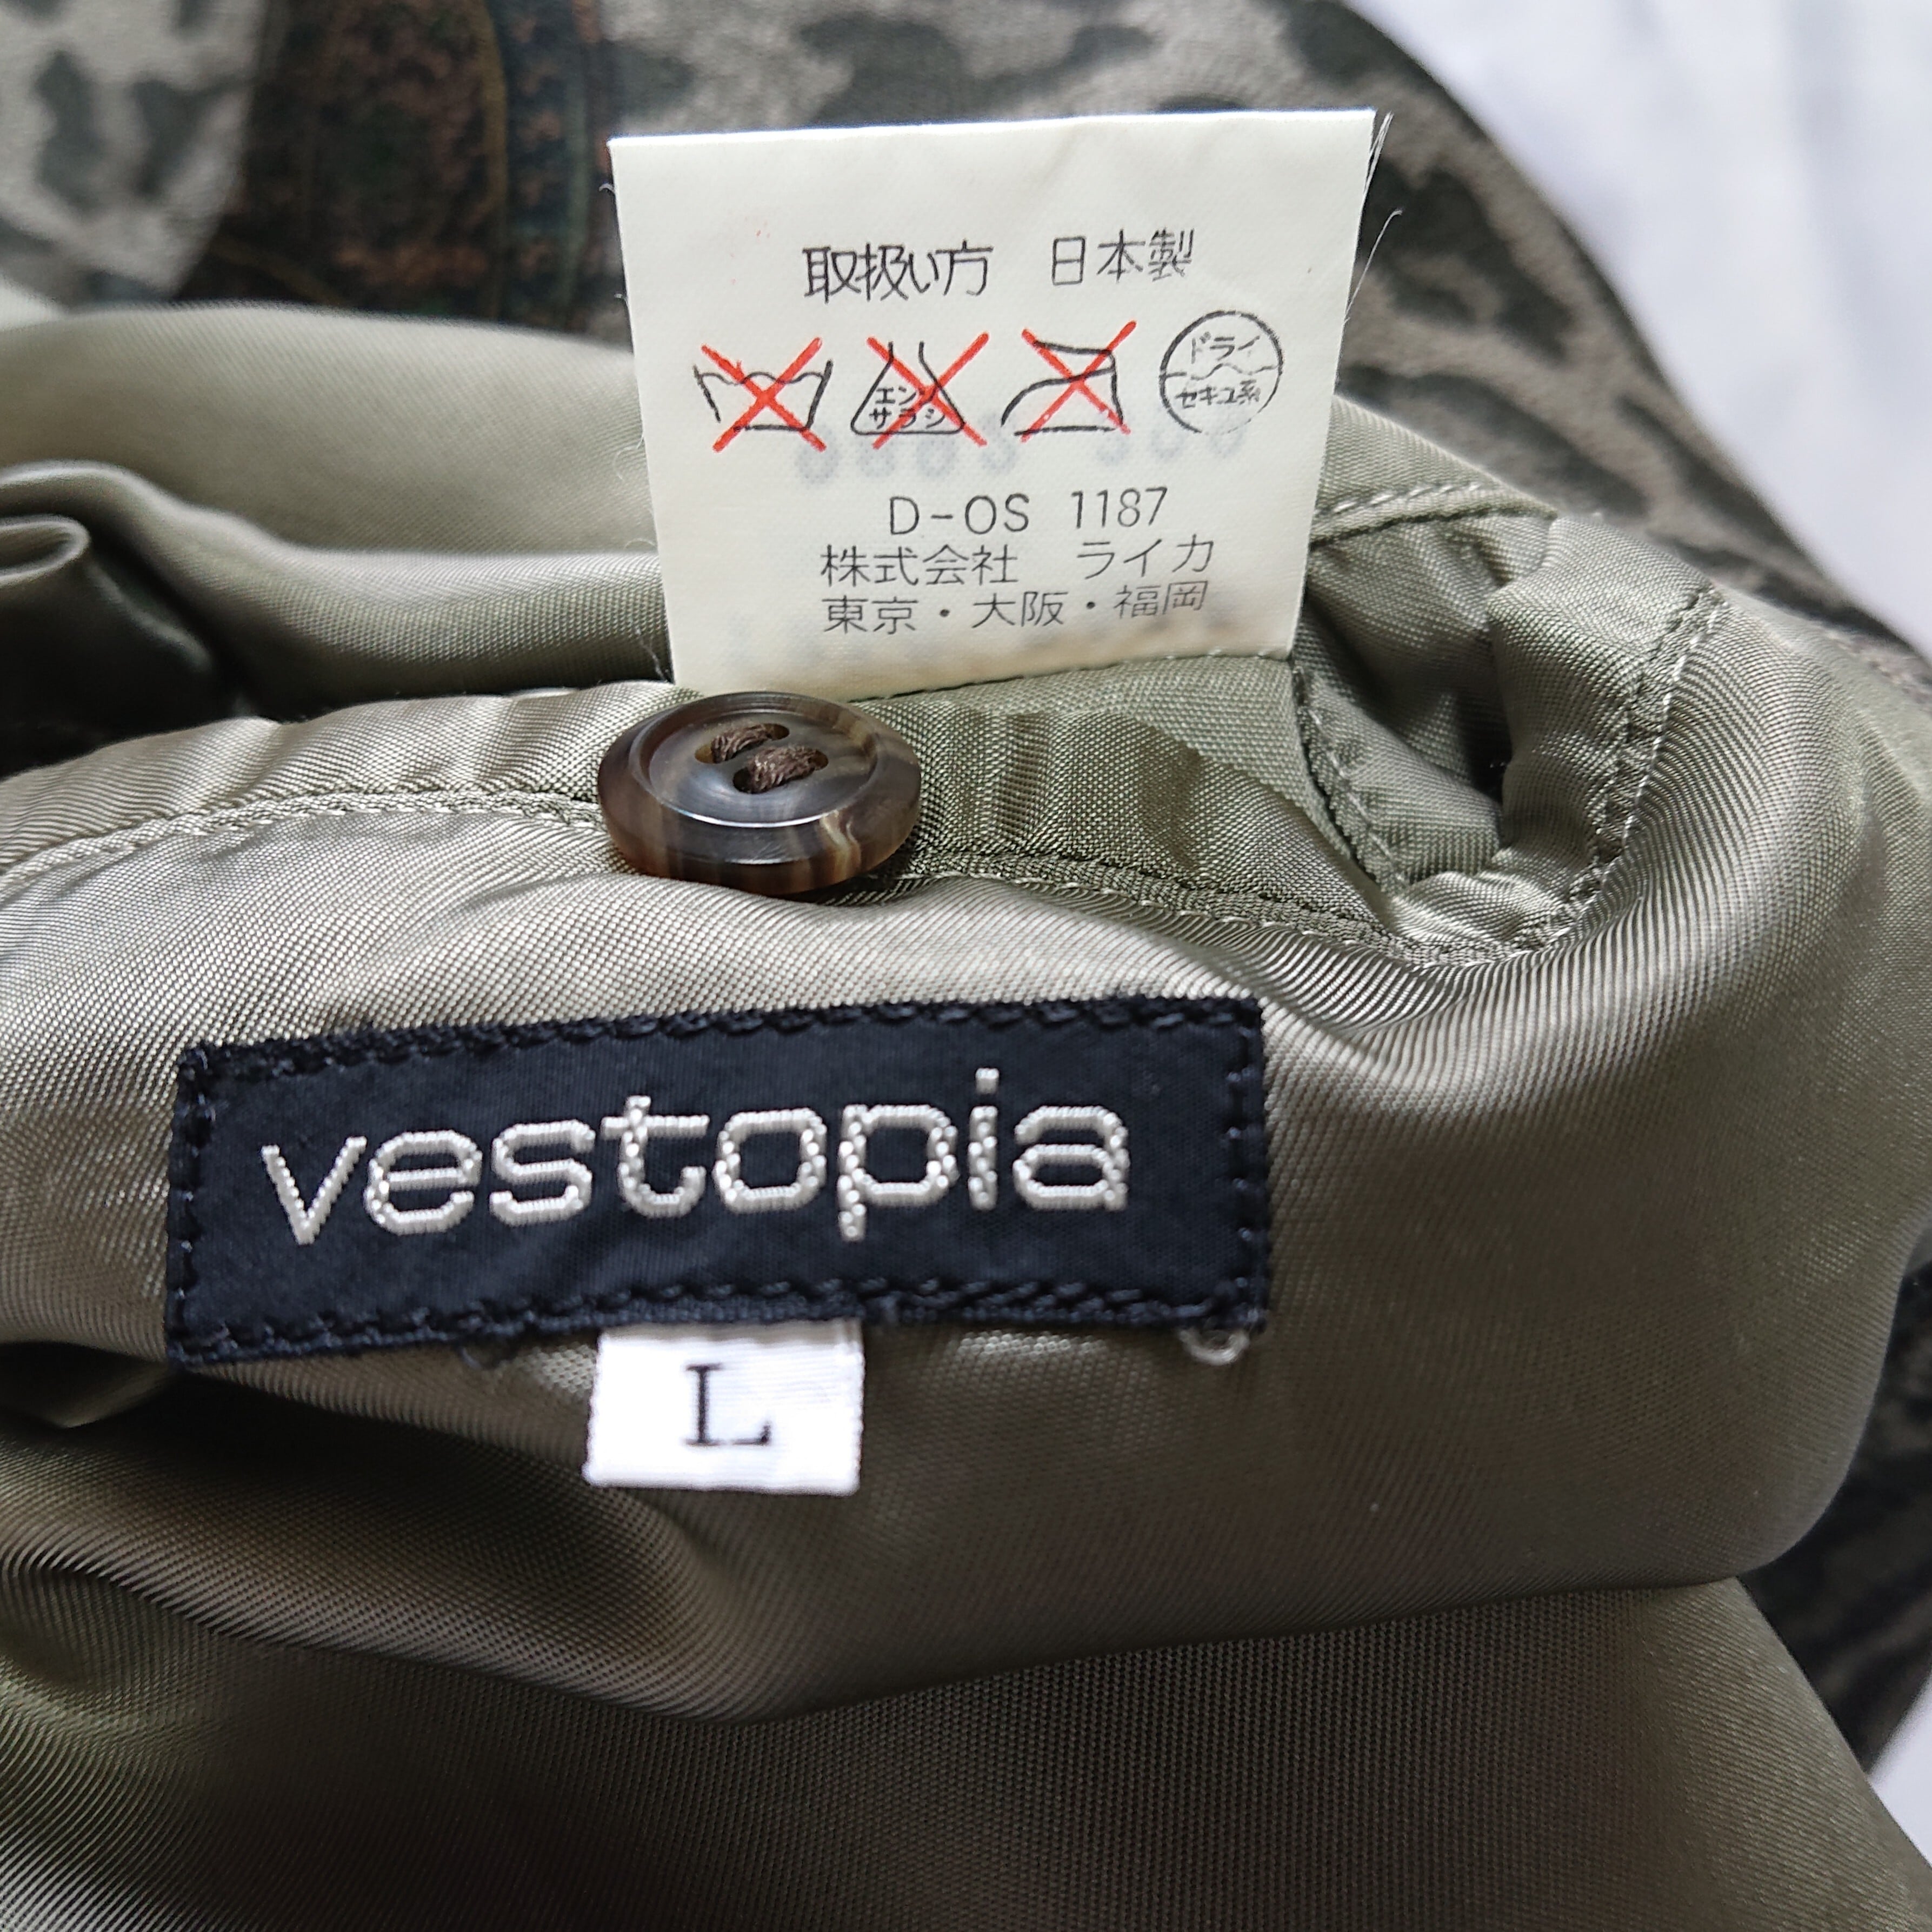 取扱い方 日本製
エンソ
サラシ
ドライ
セキユ系
D-OS 1187
株式会社 ライカ
東京・大阪・福岡
vestopia
L